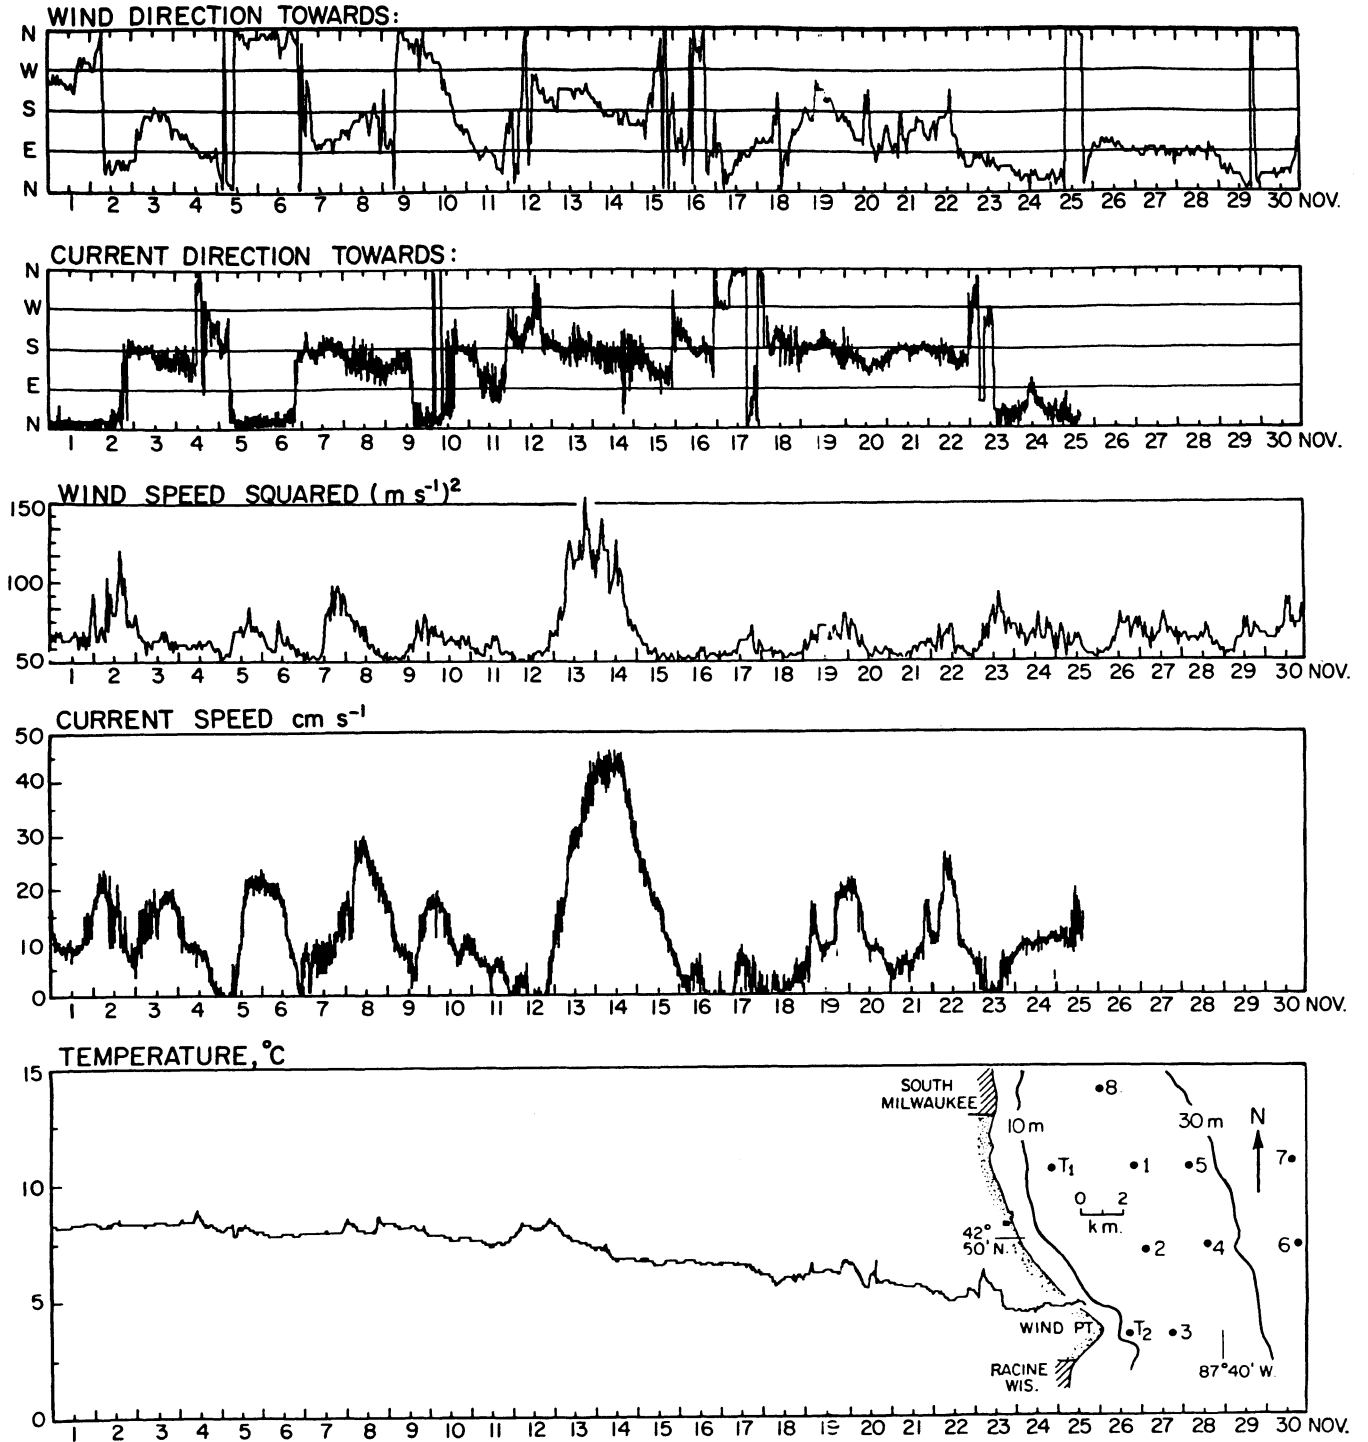 WIND DIRECTION TOWARDS:
N
W
S
E
N
1 2 3 4 5 6 7 8 9 10 11 12 13 14 15 16 17 18 19 20 21 22 23 24 25 26 27 28 29 30 NOV.
CURRENT DIRECTION TOWARDS:
N
W
S
E
N
1 2 3 4 5 6 7 8 9 10 11 12 13 14 15 16 17 18 19 20 21 22 23 24 25 26 27 28 29 30 NOV.
WIND SPEED SQUARED (m s⁻¹)²
150
100
50
1 2 3 4 5 6 7 8 9 10 11 12 13 14 15 16 17 18 19 20 21 22 23 24 25 26 27 28 29 30 NOV.
CURRENT SPEED cm s⁻¹
50
40
30
20
10
0
1 2 3 4 5 6 7 8 9 10 11 12 13 14 15 16 17 18 19 20 21 22 23 24 25 26 27 28 29 30 NOV.
TEMPERATURE, °C
15
10
5
0
SOUTH
MILWAUKEE
10 m
8
30 m
N
T₁
1
5
7
0 2
km.
42°
50' N.
2
4
6
WIND PT.
T₂
3
RACINE
WIS.
87°40' W.
1 2 3 4 5 6 7 8 9 10 11 12 13 14 15 16 17 18 19 20 21 22 23 24 25 26 27 28 29 30 NOV.